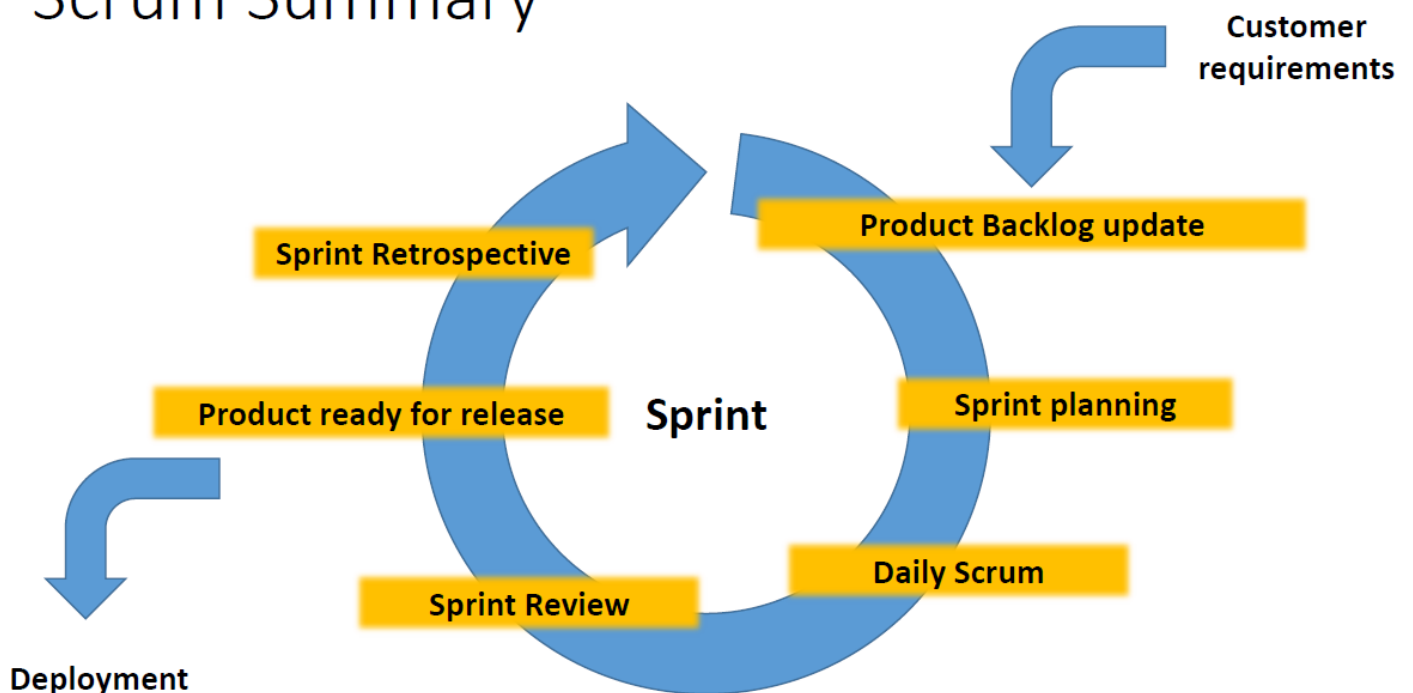 Scrum Summary
Customer
requirements
Product Backlog update
Sprint Retrospective
Product ready for release
Sprint
Sprint planning
Daily Scrum
Sprint Review
Deployment